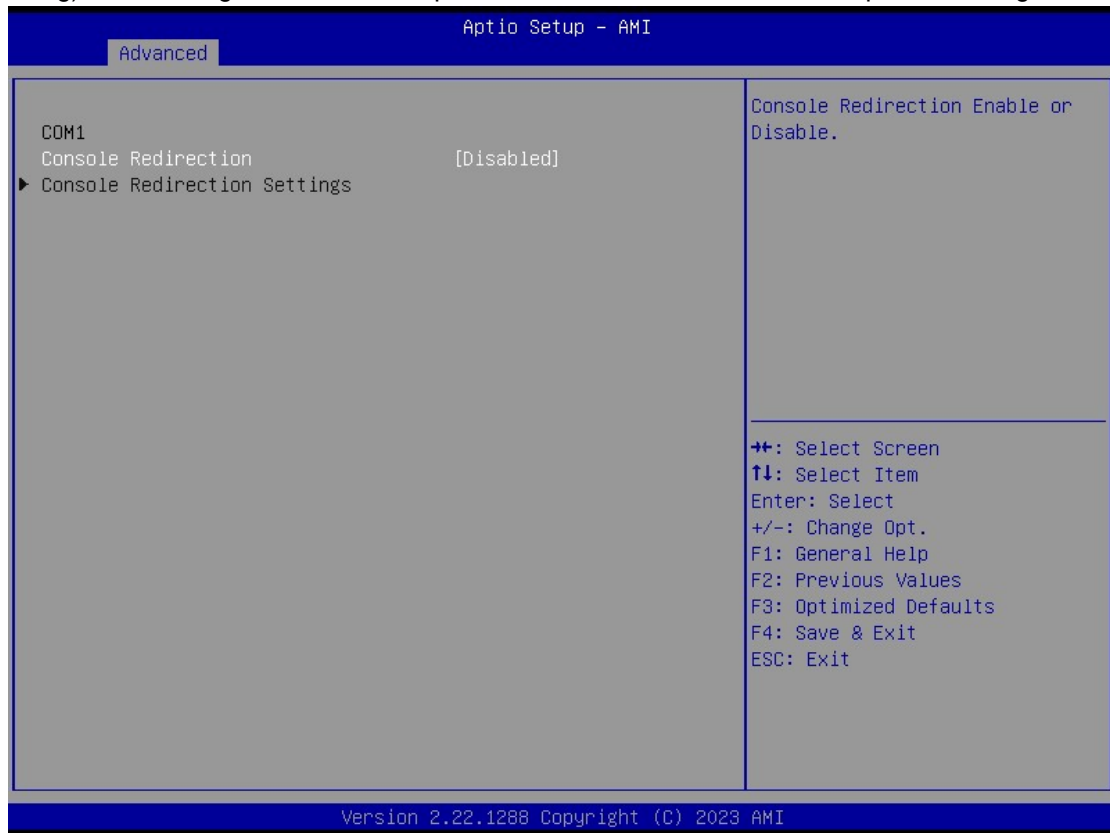 Aptio Setup – AMI
Advanced
COM1
Console Redirection [Disabled]
▶ Console Redirection Settings
Console Redirection Enable or
Disable.
→←: Select Screen
↑↓: Select Item
Enter: Select
+/-: Change Opt.
F1: General Help
F2: Previous Values
F3: Optimized Defaults
F4: Save & Exit
ESC: Exit
Version 2.22.1288 Copyright (C) 2023 AMI